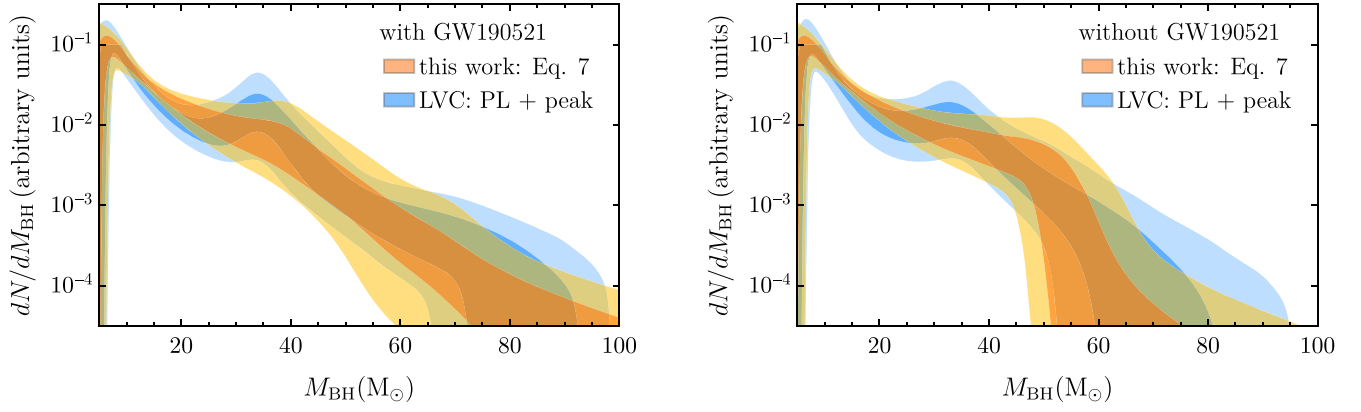 with GW190521
this work: Eq. 7
LVC: PL + peak
dN/dM_BH (arbitrary units)
10⁻¹
10⁻²
10⁻³
10⁻⁴
20 40 60 80 100
M_BH(M_⊙)
without GW190521
this work: Eq. 7
LVC: PL + peak
dN/dM_BH (arbitrary units)
10⁻¹
10⁻²
10⁻³
10⁻⁴
20 40 60 80 100
M_BH(M_⊙)